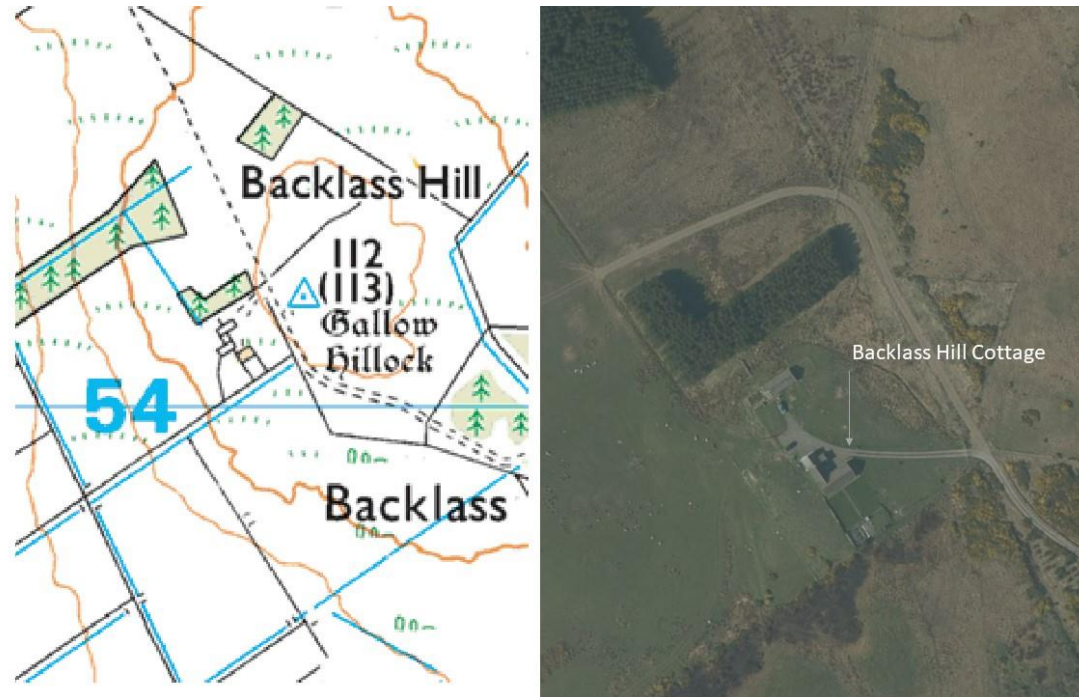 Backlass Hill
112
(113)
Gallow
Hillock
54
Backlass
Backlass Hill Cottage